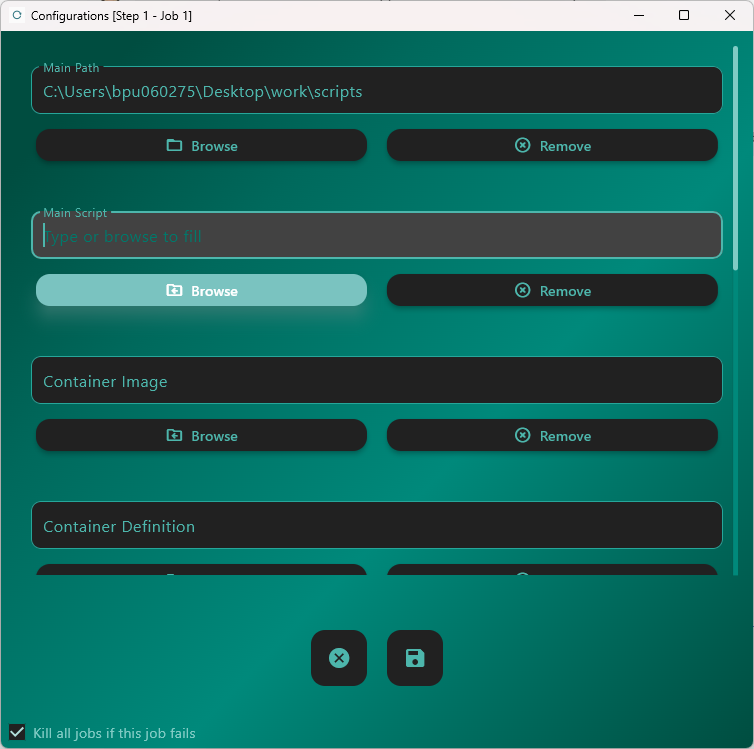 Configurations [Step 1 - Job 1]
Main Path
C:\Users\bpu060275\Desktop\work\scripts
Browse
Remove
Main Script
Type or browse to fill
Browse
Remove
Container Image
Browse
Remove
Container Definition
Kill all jobs if this job fails